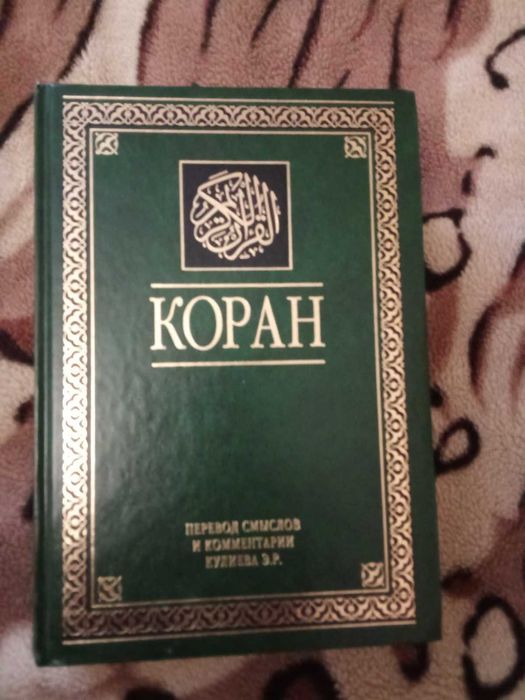 القرآن الكريم
КОРАН
ПЕРЕВОД СМЫСЛОВ
И КОММЕНТАРИИ
КУЛИЕВА Э.Р.